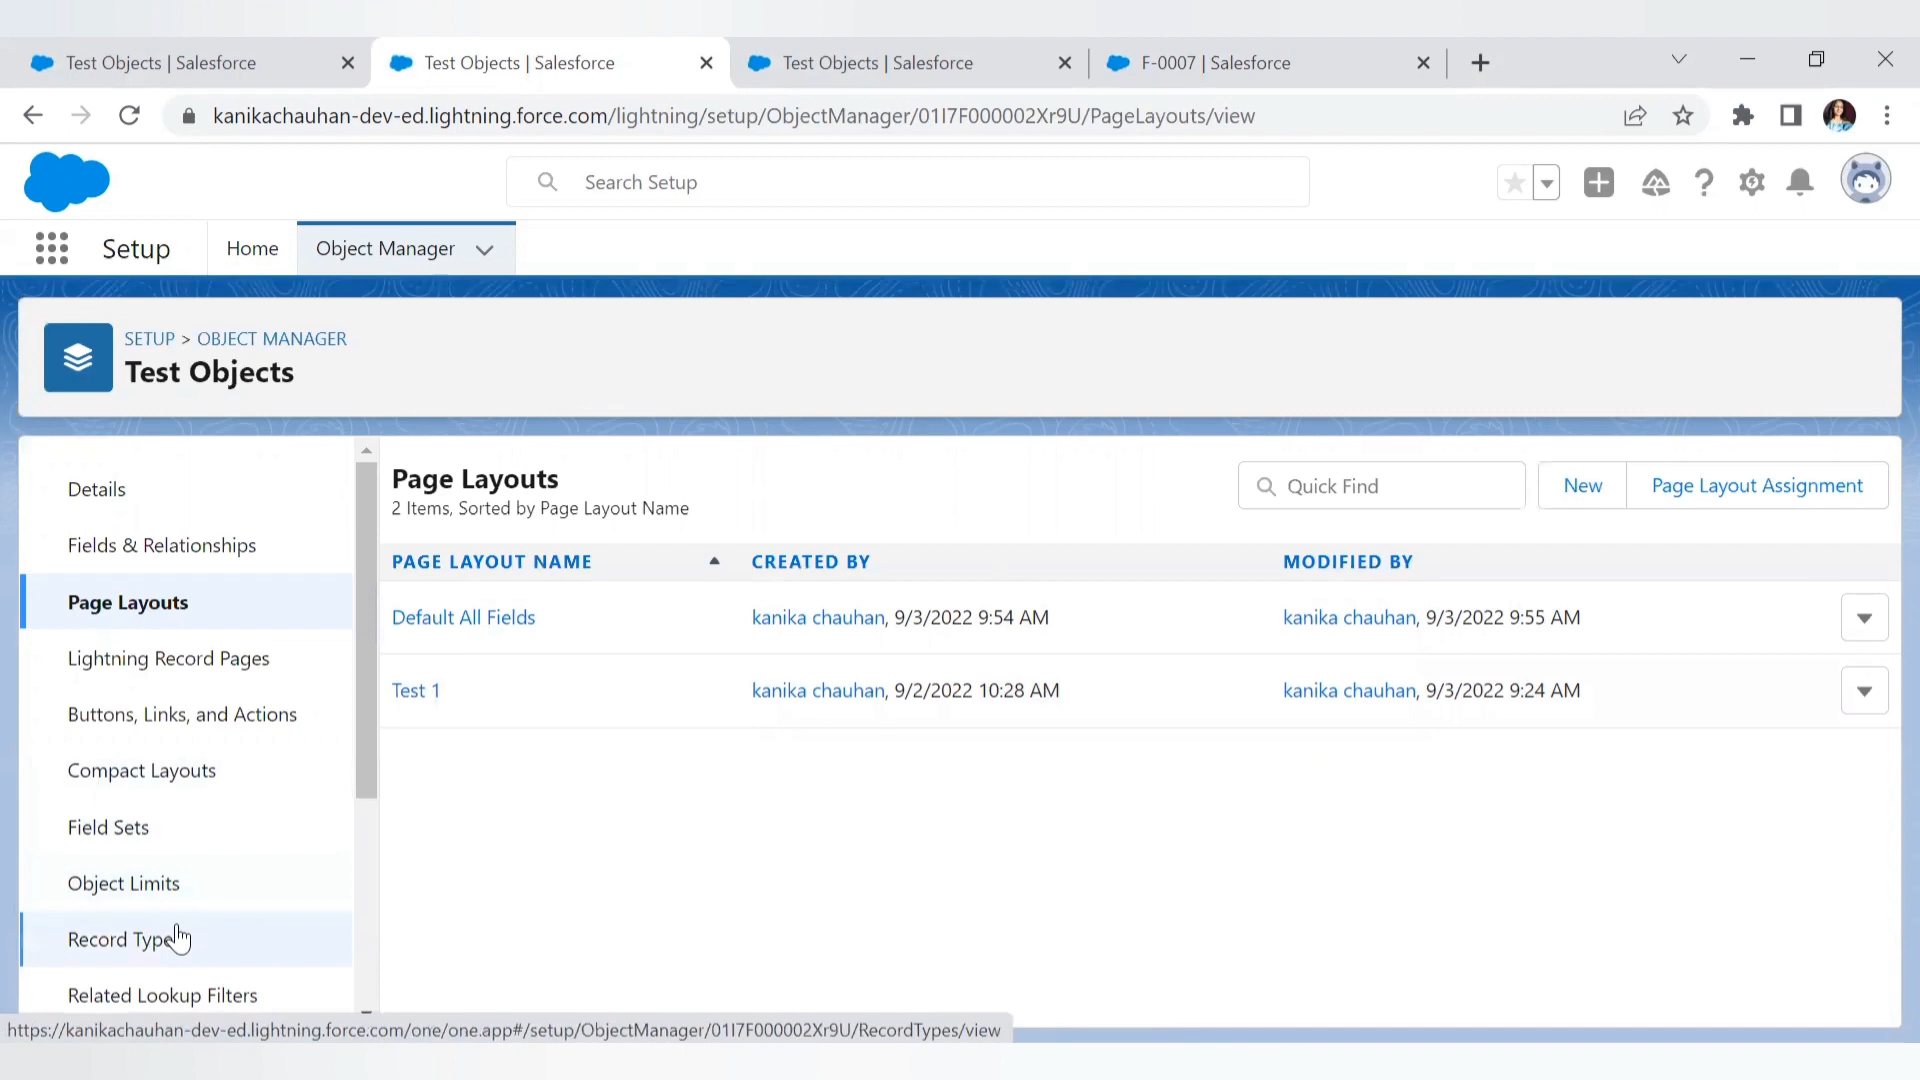 Test Objects | Salesforce
Test Objects | Salesforce
Test Objects | Salesforce
F-0007 | Salesforce
kanikachauhan-dev-ed.lightning.force.com/lightning/setup/ObjectManager/01I7F000002Xr9U/PageLayouts/view
Search Setup
Setup
Home
Object Manager
SETUP > OBJECT MANAGER
Test Objects
Details
Fields & Relationships
Page Layouts
Lightning Record Pages
Buttons, Links, and Actions
Compact Layouts
Field Sets
Object Limits
Record Type
Related Lookup Filters
Page Layouts
2 Items, Sorted by Page Layout Name
Quick Find
New
Page Layout Assignment
PAGE LAYOUT NAME CREATED BY MODIFIED BY
Default All Fields kanika chauhan, 9/3/2022 9:54 AM kanika chauhan, 9/3/2022 9:55 AM
Test 1 kanika chauhan, 9/2/2022 10:28 AM kanika chauhan, 9/3/2022 9:24 AM
https://kanikachauhan-dev-ed.lightning.force.com/one/one.app#/setup/ObjectManager/01I7F000002Xr9U/RecordTypes/view